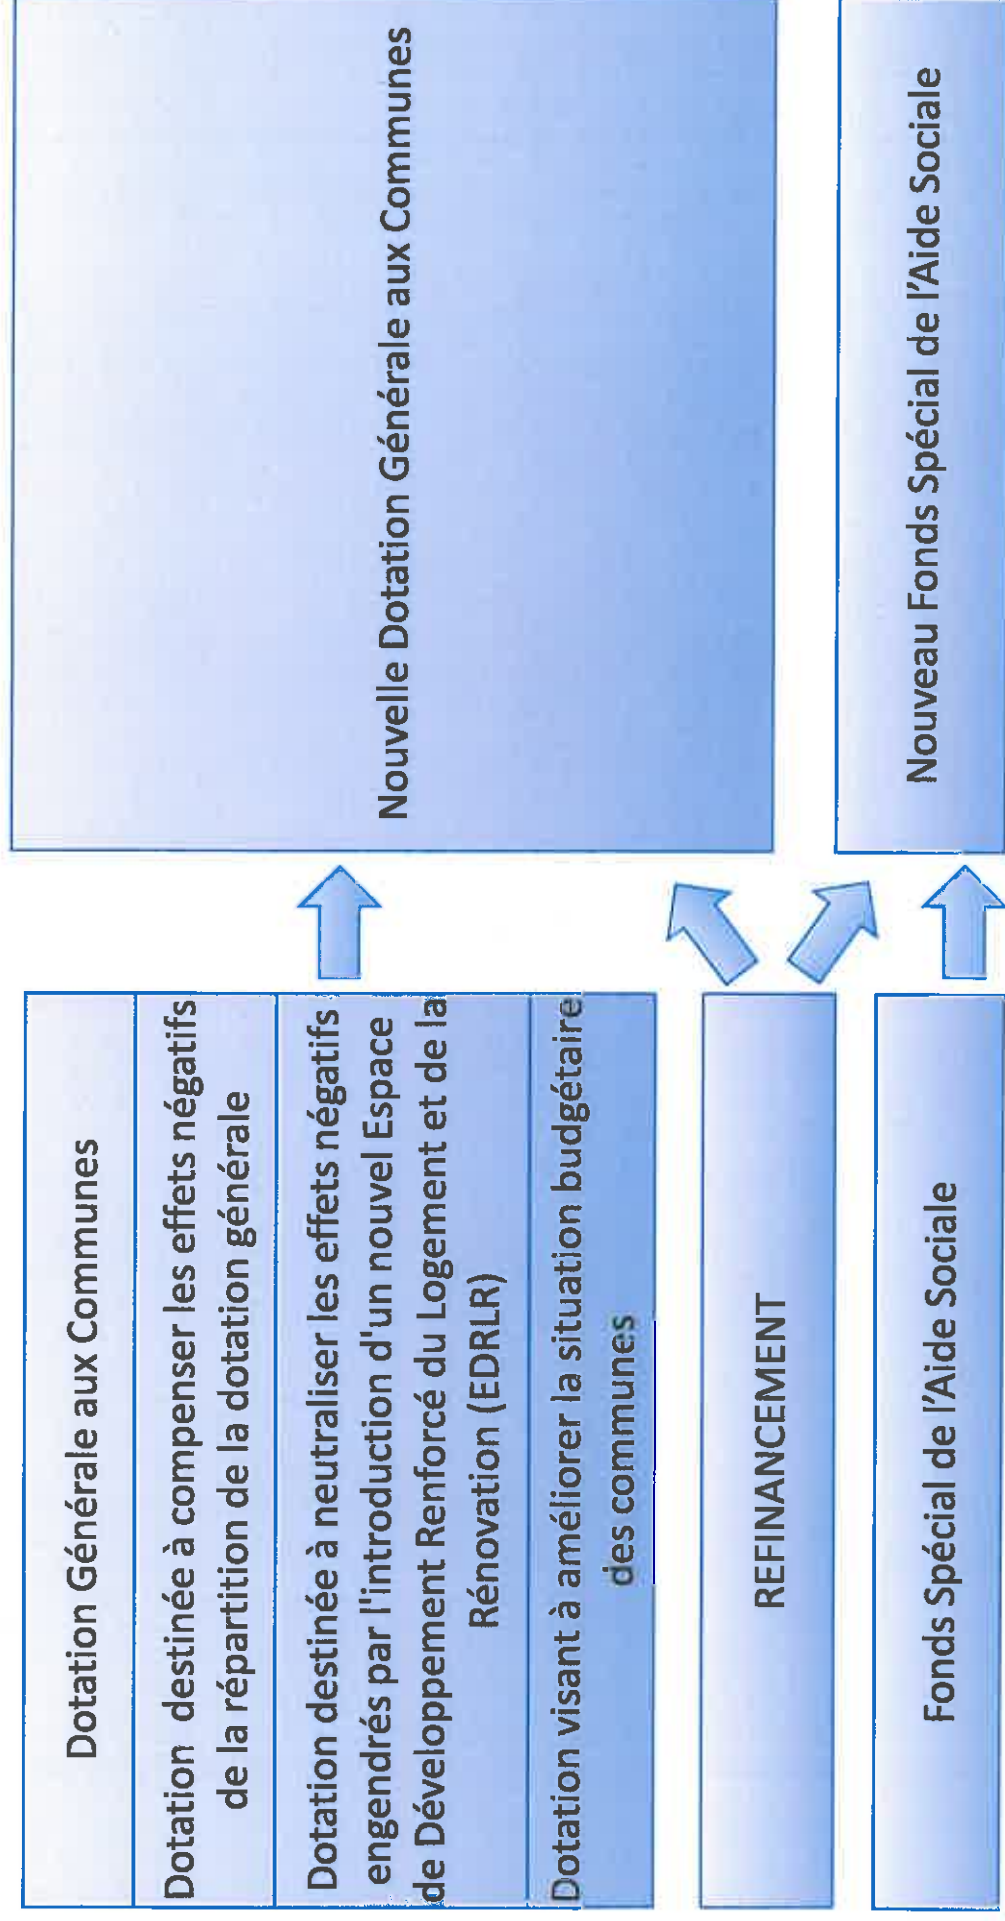 Dotation Générale aux Communes
Dotation destinée à compenser les effets négatifs
de la répartition de la dotation générale
Dotation destinée à neutraliser les effets négatifs
engendrés par l'introduction d'un nouvel Espace
de Développement Renforcé du Logement et de la
Rénovation (EDRLR)
Dotation visant à améliorer la situation budgétaire
des communes
REFINANCEMENT
Fonds Spécial de l'Aide Sociale
Nouvelle Dotation Générale aux Communes
Nouveau Fonds Spécial de l'Aide Sociale